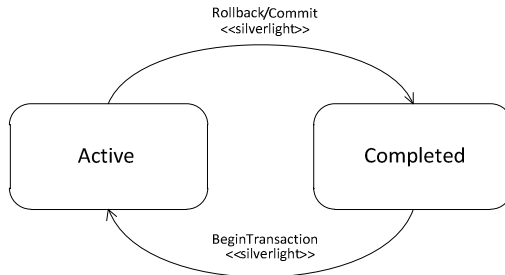 Rollback/Commit
<<silverlight>>
Active
Completed
BeginTransaction
<<silverlight>>